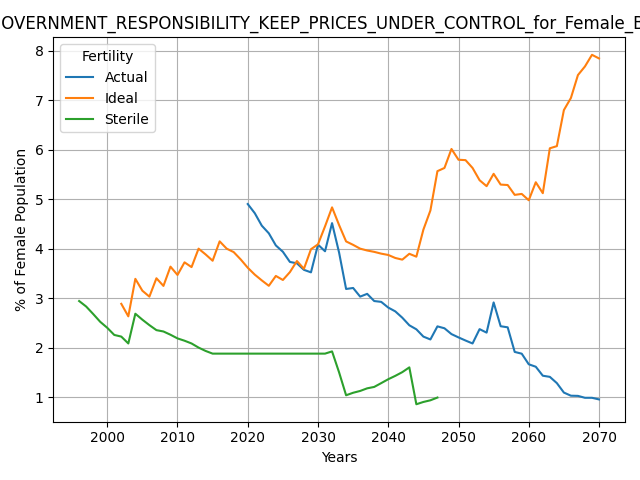 OVERNMENT_RESPONSIBILITY_KEEP_PRICES_UNDER_CONTROL_for_Female_E
Fertility
Actual
Ideal
Sterile
8
7
6
5
4
3
2
1
% of Female Population
2000 2010 2020 2030 2040 2050 2060 2070
Years